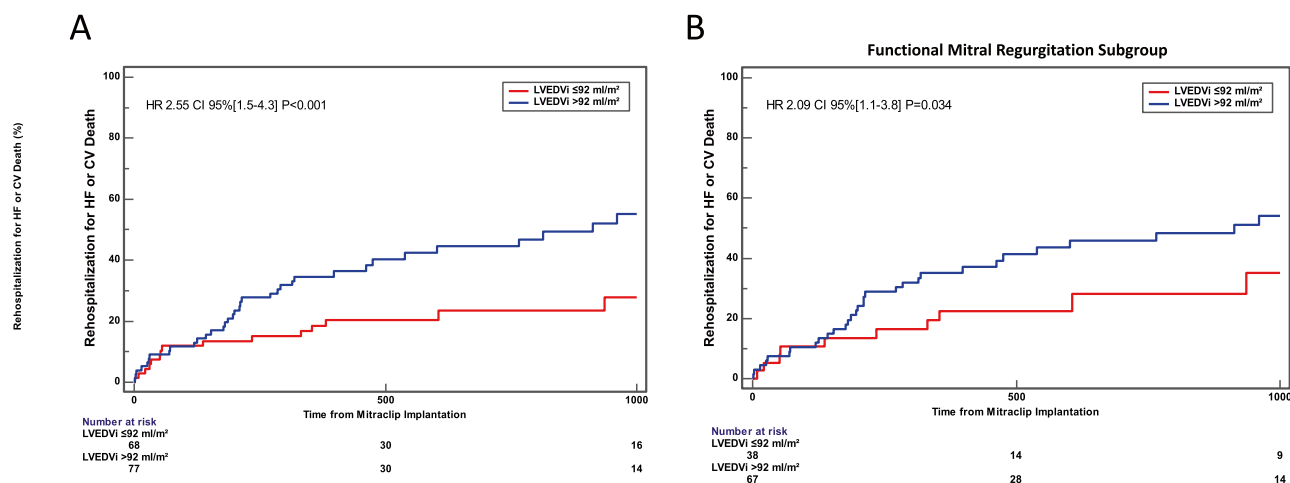 A
Rehospitalization for HF or CV Death (%)
Rehospitalization for HF or CV Death
100
80
60
40
20
0
HR 2.55 CI 95%[1.5-4.3] P<0.001
LVEDVi ≤92 ml/m²
LVEDVi >92 ml/m²
0 500 1000
Time from Mitraclip Implantation
Number at risk
LVEDVi ≤92 ml/m²
68 30 16
LVEDVi >92 ml/m²
77 30 14
B
Functional Mitral Regurgitation Subgroup
Rehospitalization for HF or CV Death
100
80
60
40
20
0
HR 2.09 CI 95%[1.1-3.8] P=0.034
LVEDVi ≤92 ml/m²
LVEDVi >92 ml/m²
0 500 1000
Time from Mitraclip Implantation
Number at risk
LVEDVi ≤92 ml/m²
38 14 9
LVEDVi >92 ml/m²
67 28 14